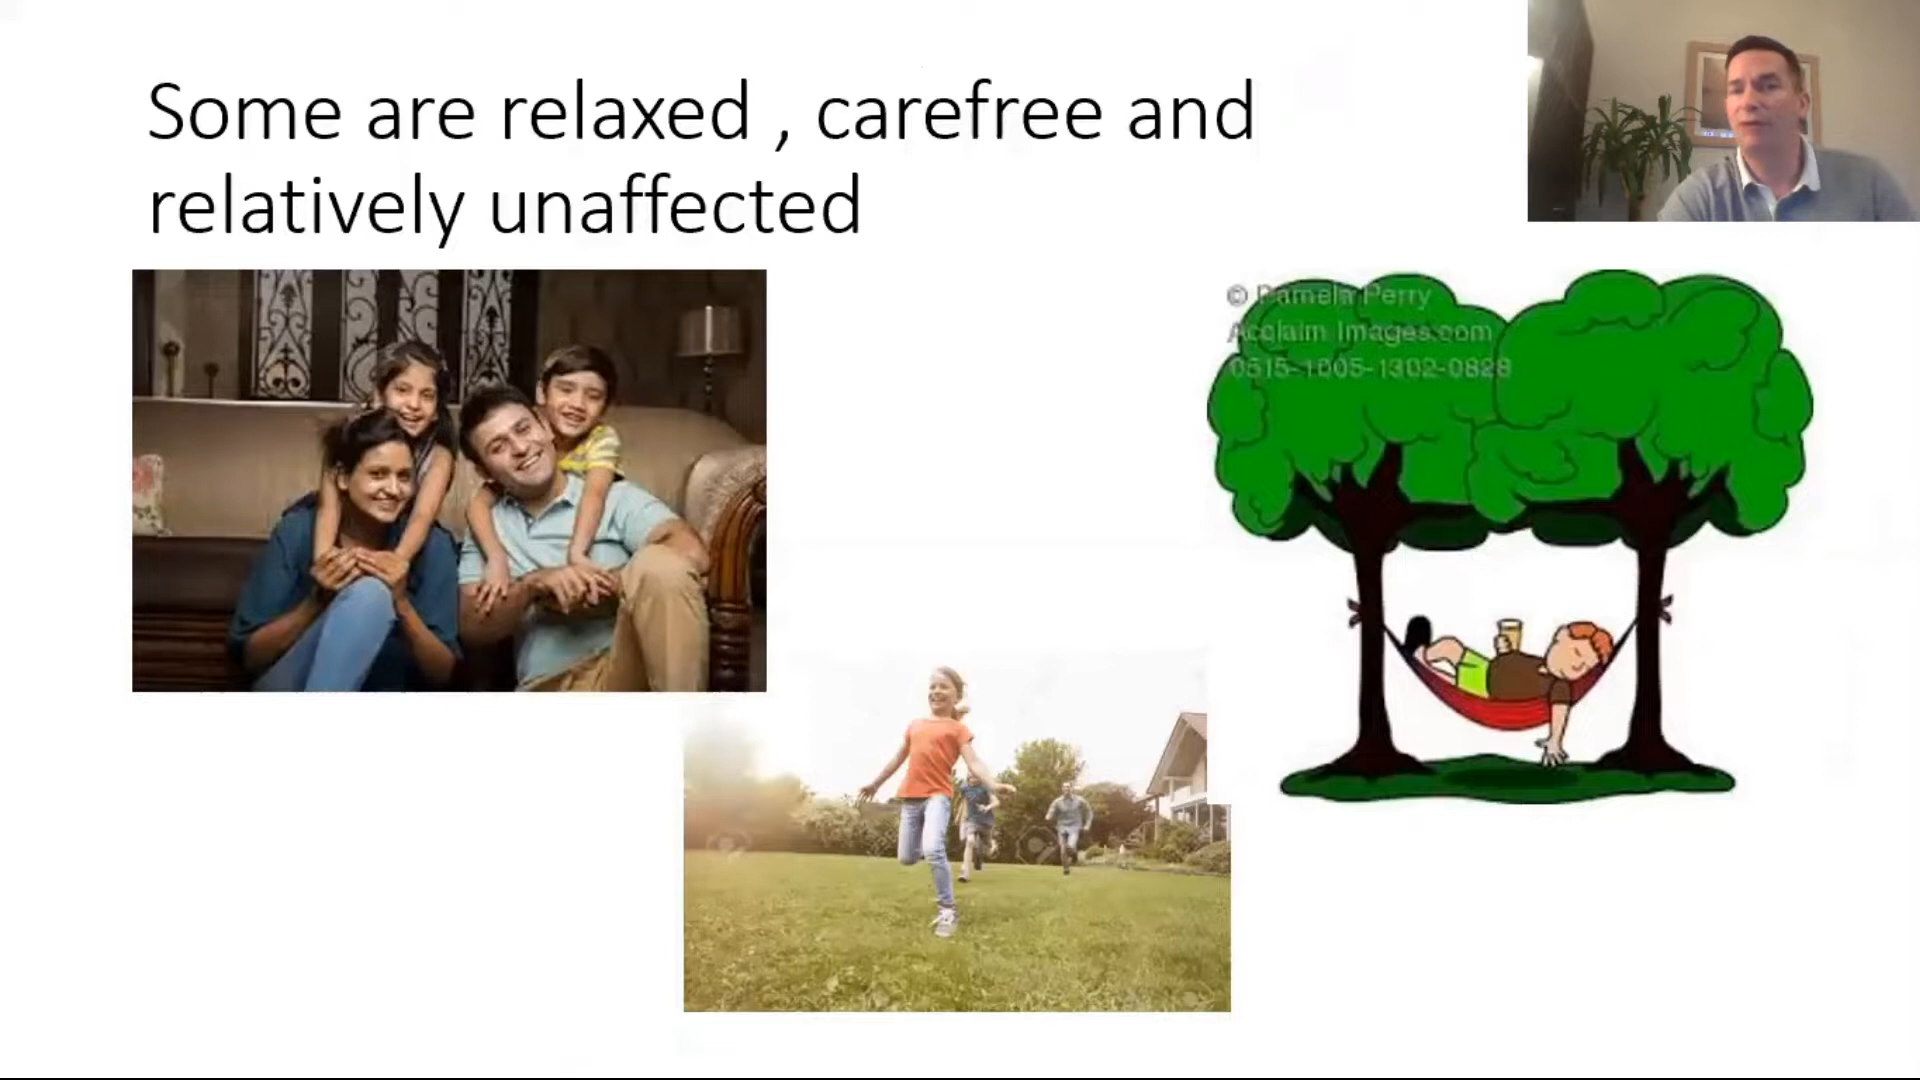 Some are relaxed , carefree and
relatively unaffected
© Pamela Perry
Acclaim Images.com
0515-1005-1302-0828